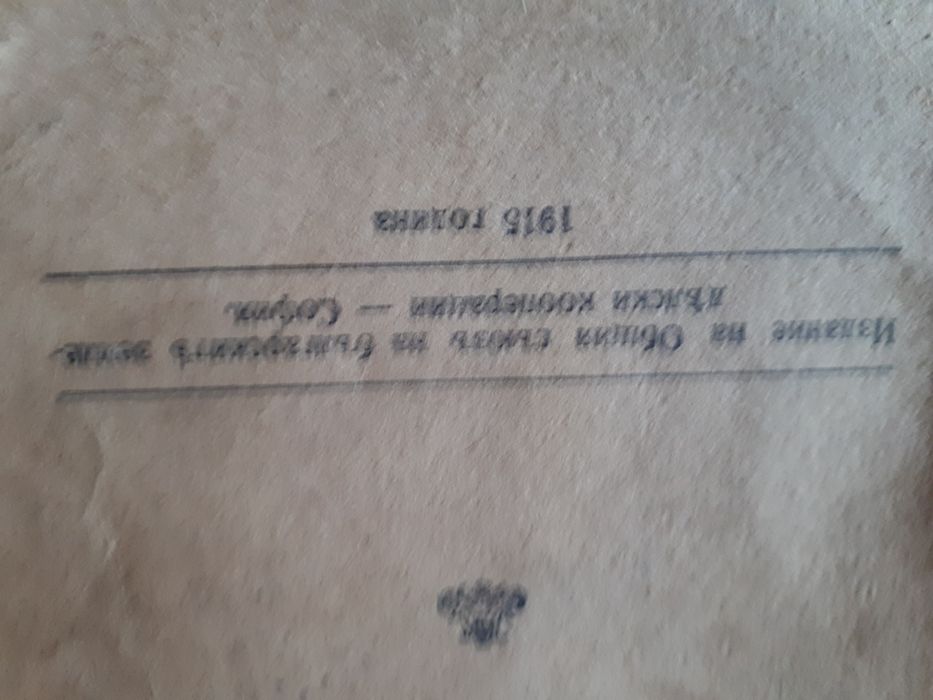 Издание на Общия съюзъ на българскитѣ земле-
дѣлски кооперации — София.
1915 година